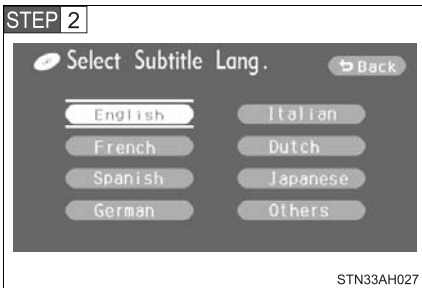 STEP 2
Select Subtitle Lang.
Back
English
Italian
French
Dutch
Spanish
Japanese
German
Others
STN33AH027